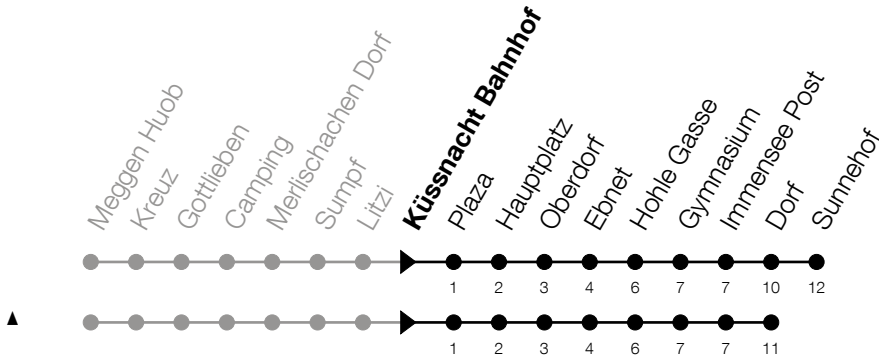 Meggen Huob
Kreuz
Gottlieben
Camping
Merlischachen Dorf
Sumpf
Litzi
Küssnacht Bahnhof
Plaza
Hauptplatz
Oberdorf
Ebnet
Hohle Gasse
Gymnasium
Immensee Post
Dorf
Sunnehof
1 2 3 4 6 7 7 10 12
1 2 3 4 6 7 7 11